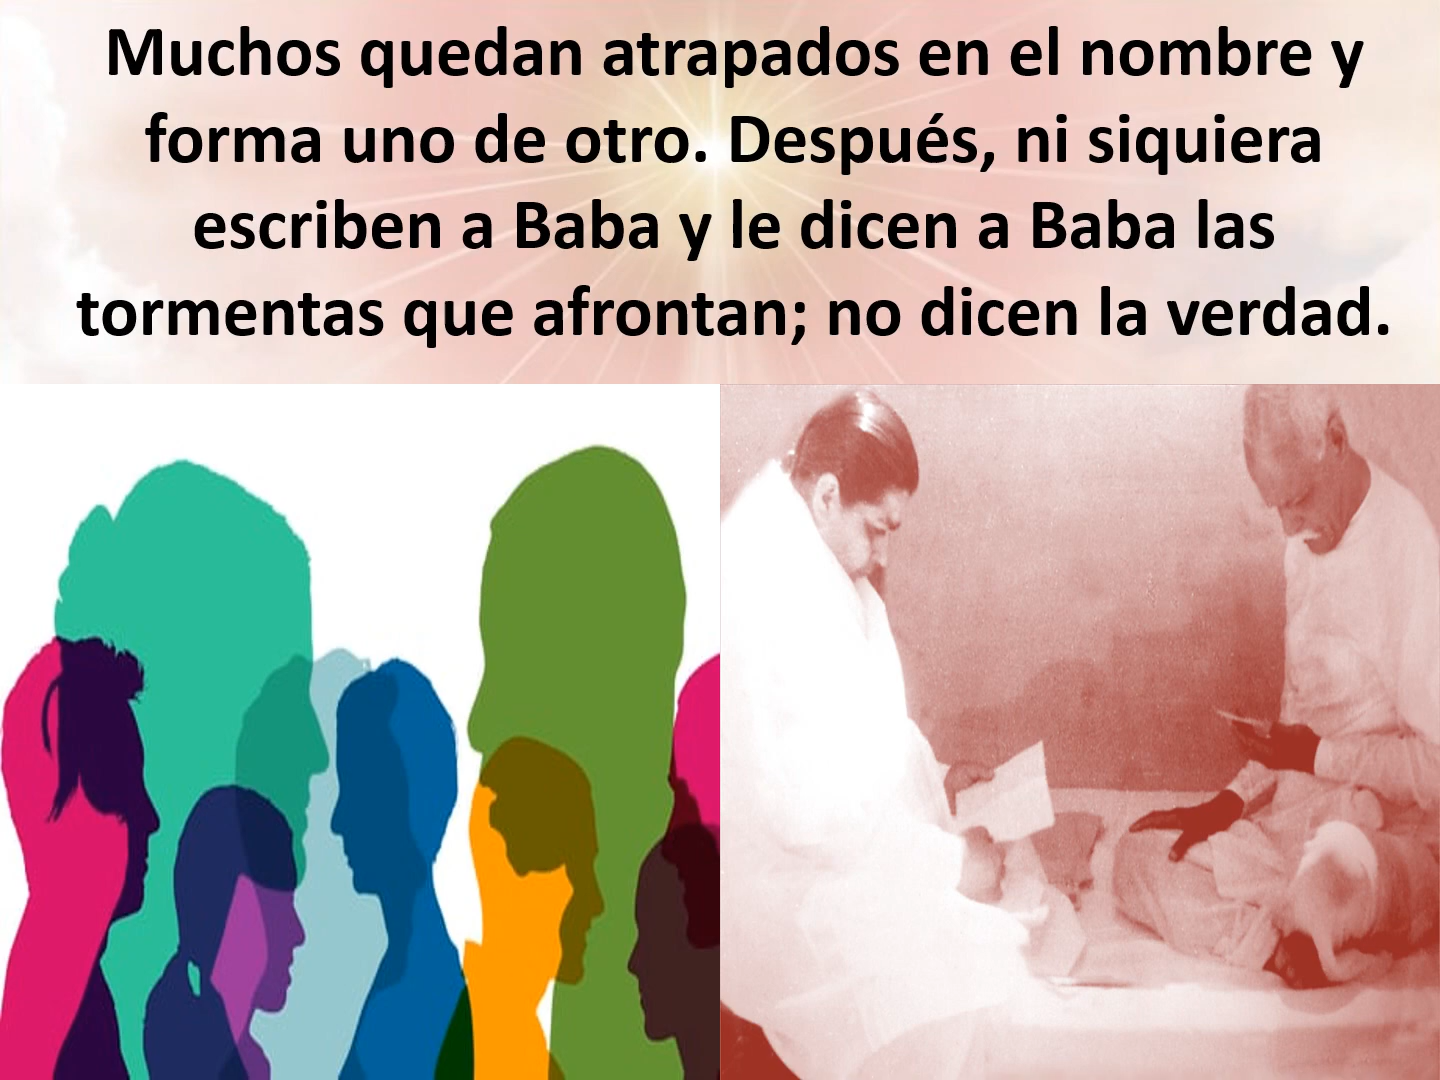 Muchos quedan atrapados en el nombre y
forma uno de otro. Después, ni siquiera
escriben a Baba y le dicen a Baba las
tormentas que afrontan; no dicen la verdad.